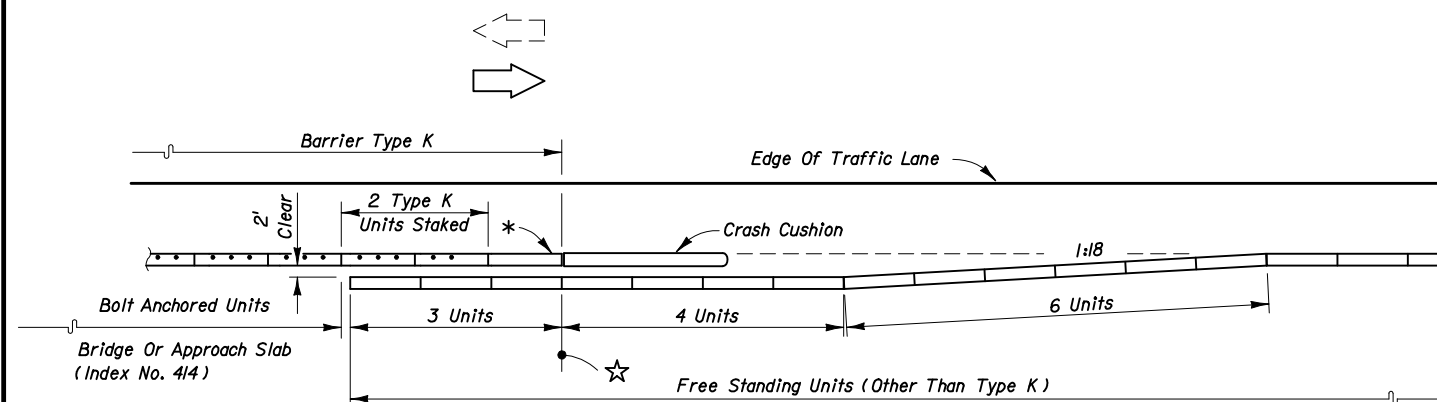 Barrier Type K
Edge Of Traffic Lane
2' Clear
2 Type K
Units Staked
*
Crash Cushion
1:18
Bolt Anchored Units
3 Units
4 Units
6 Units
Bridge Or Approach Slab
(Index No. 414)
Free Standing Units (Other Than Type K)